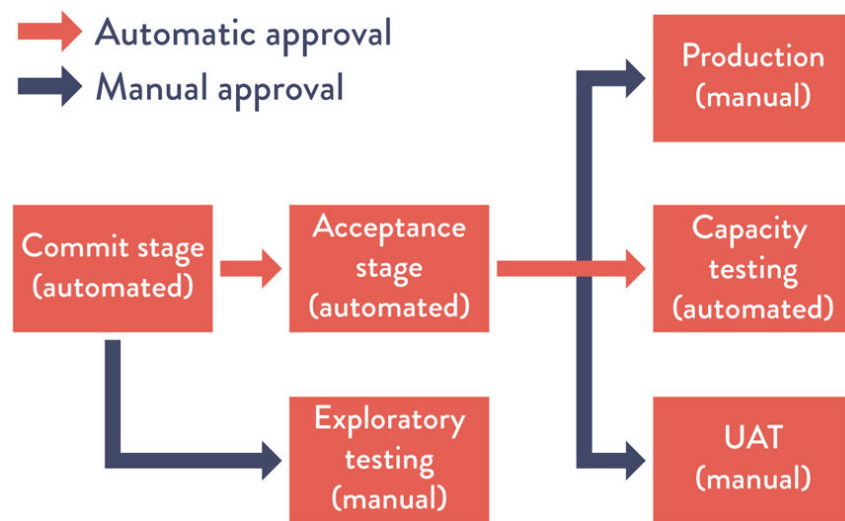 Automatic approval
Manual approval
Production
(manual)
Commit stage
(automated)
Acceptance
stage
(automated)
Capacity
testing
(automated)
Exploratory
testing
(manual)
UAT
(manual)